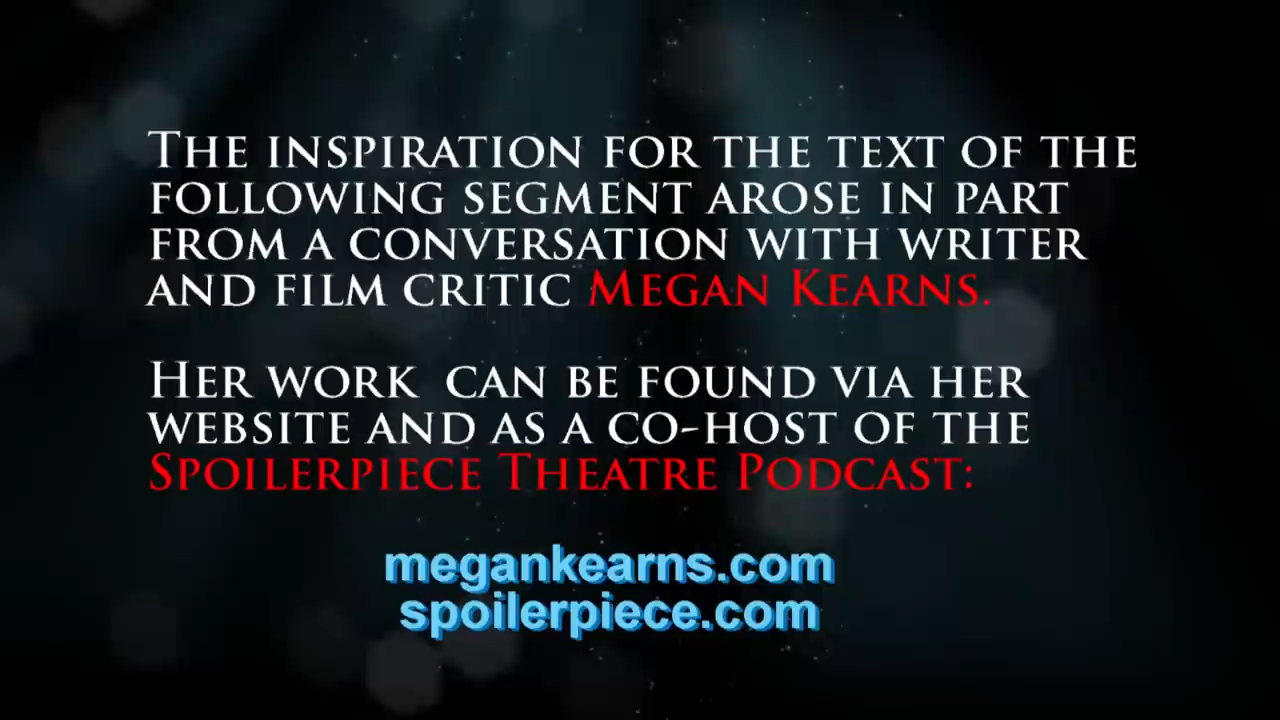 The inspiration for the text of the
following segment arose in part
from a conversation with writer
and film critic Megan Kearns.
Her work can be found via her
website and as a co-host of the
Spoilerpiece Theatre Podcast:
megankearns.com
spoilerpiece.com